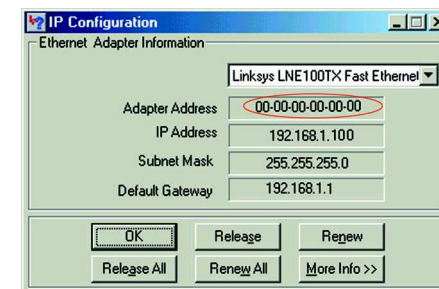 IP Configuration
Ethernet Adapter Information
Linksys LNE100TX Fast Ethernet
Adapter Address 00-00-00-00-00-00
IP Address 192.168.1.100
Subnet Mask 255.255.255.0
Default Gateway 192.168.1.1
OK Release Renew
Release All Renew All More Info >>